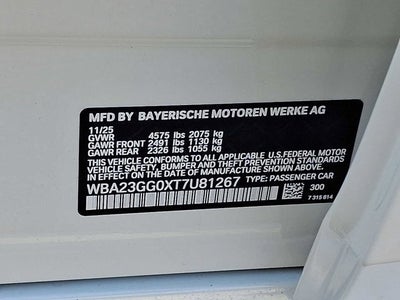 MFD BY BAYERISCHE MOTOREN WERKE AG
11/25
GVWR 4575 lbs 2075 kg
GAWR FRONT 2491 lbs 1130 kg
GAWR REAR 2326 lbs 1055 kg
THIS VEHICLE CONFORMS TO ALL APPLICABLE U.S.FEDERAL MOTOR
VEHICLE SAFETY, BUMPER AND THEFT PREVENTION STANDARDS
IN EFFECT ON THE DATE OF MANUFACTURE SHOWN ABOVE.
WBA23GG0XT7U81267 TYPE: PASSENGER CAR
300
7 315 814